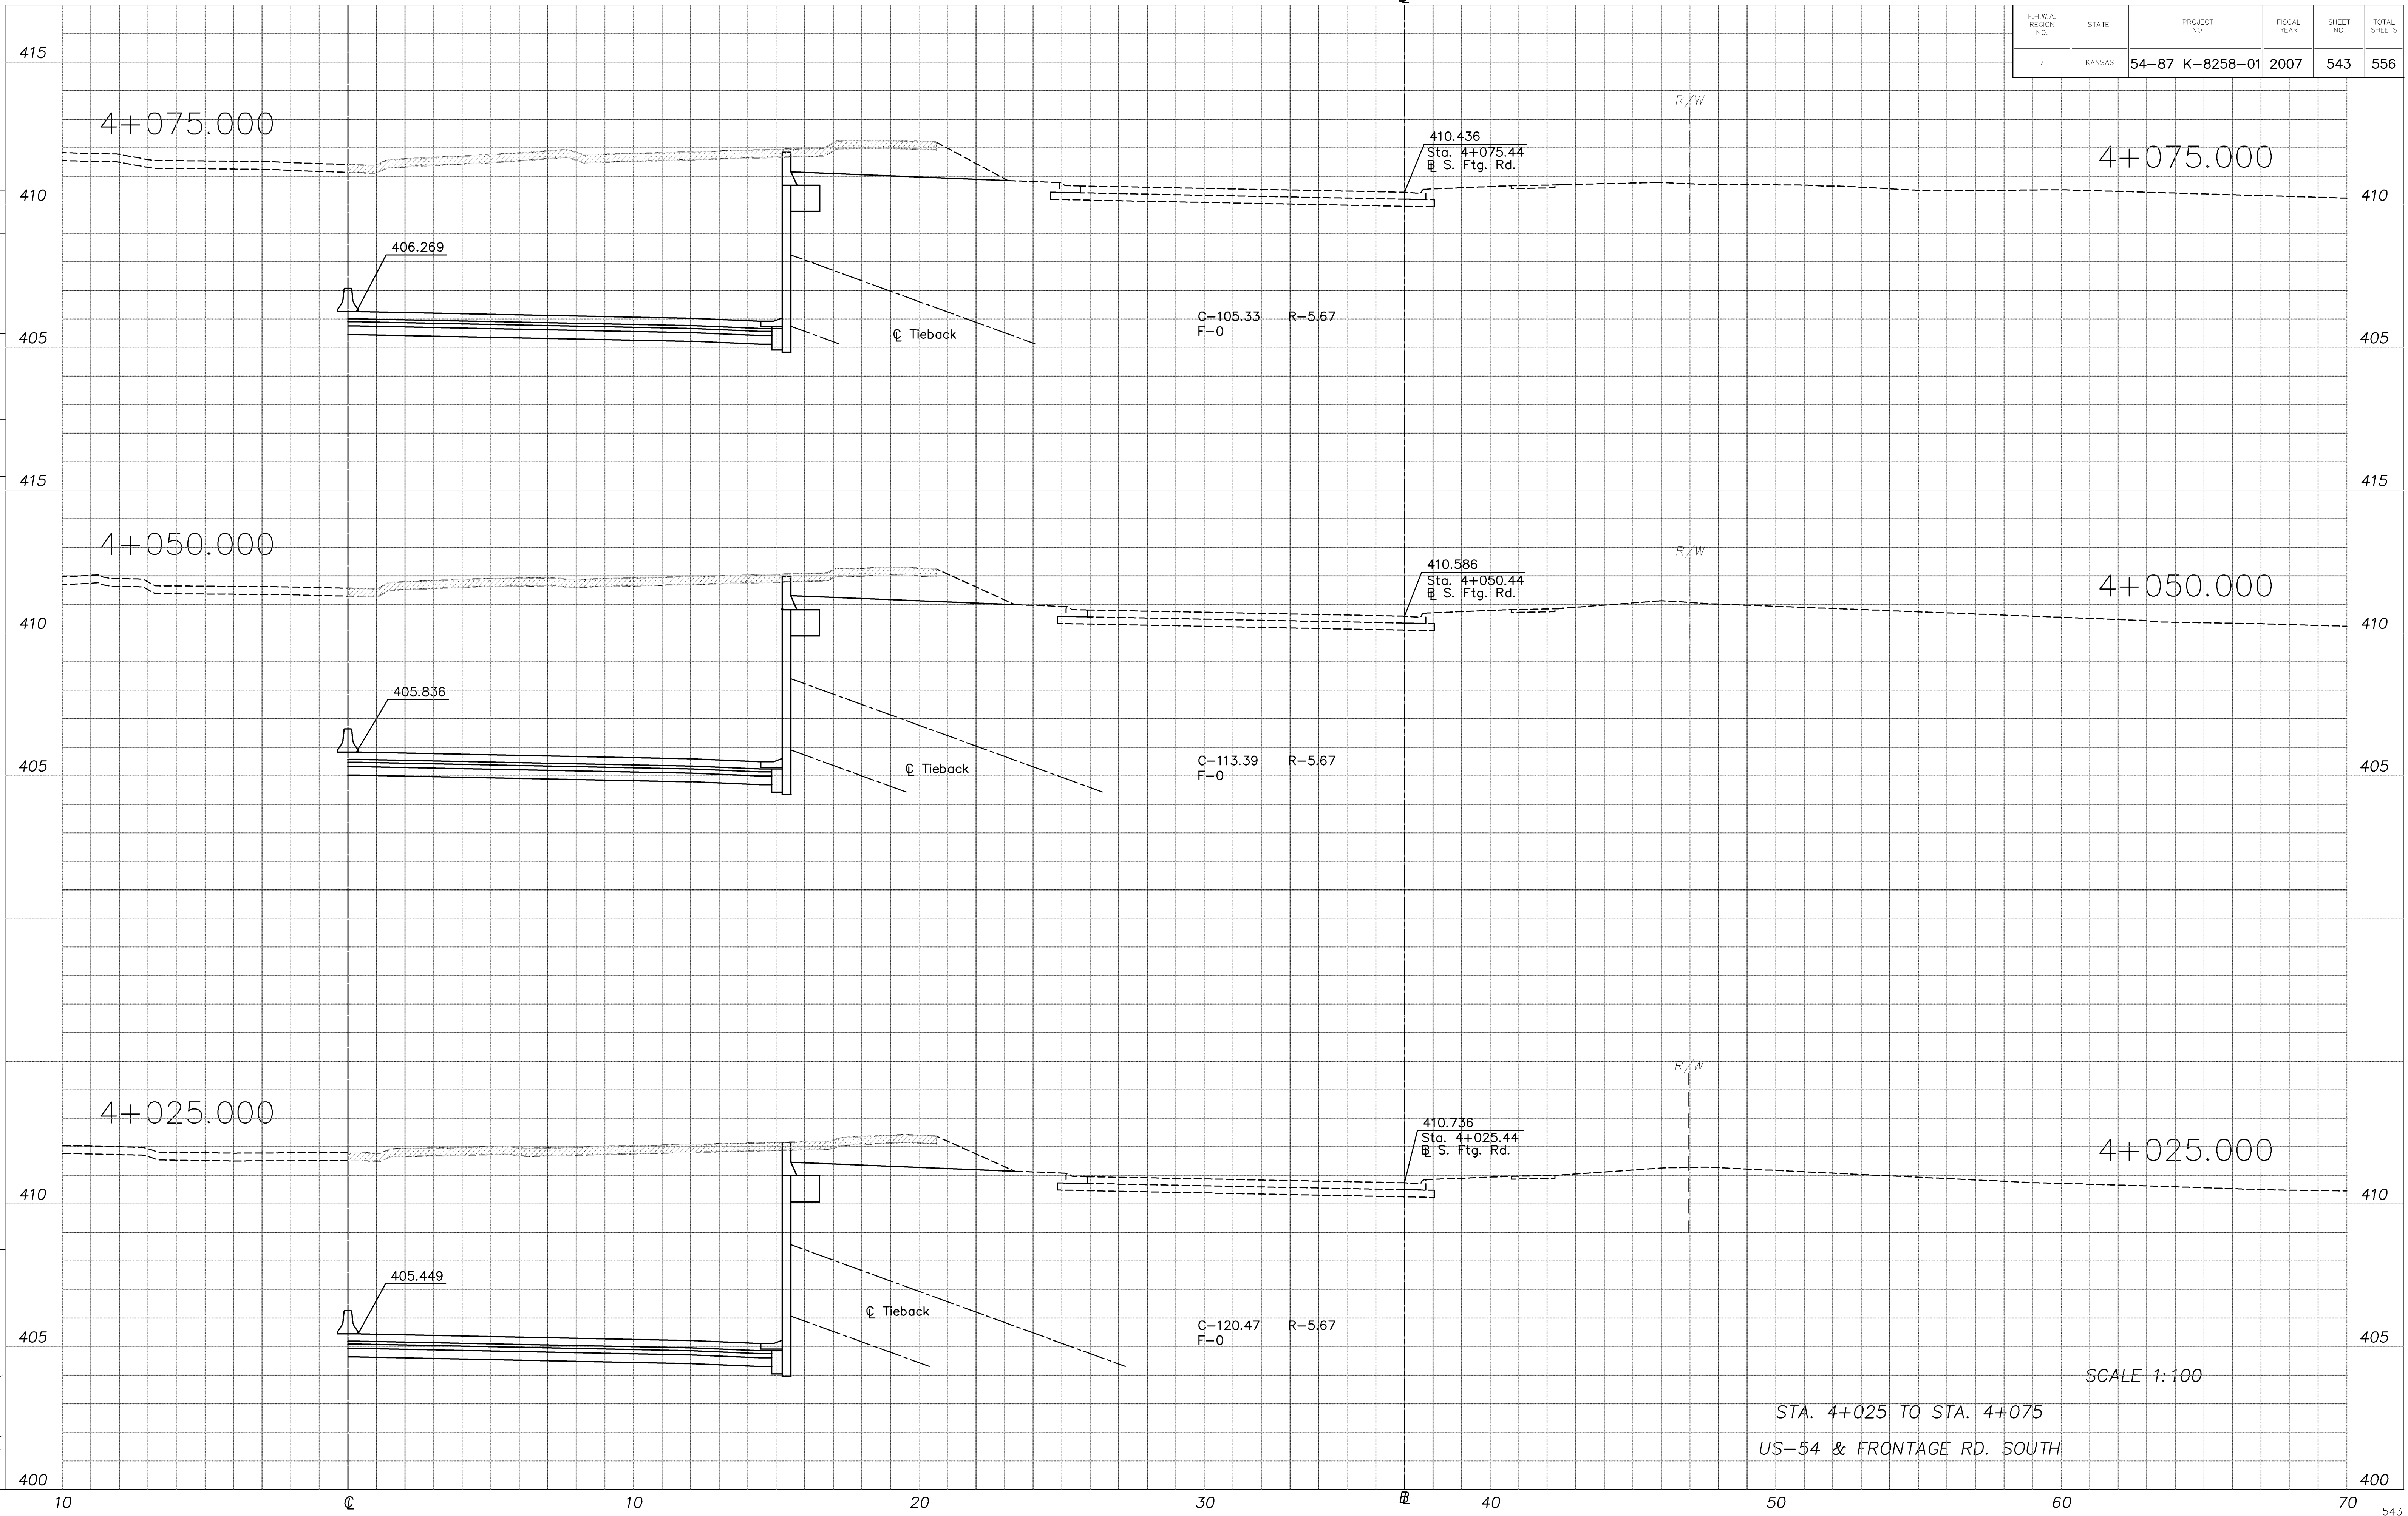 F.H.W.A. REGION NO. STATE PROJECT NO. FISCAL YEAR SHEET NO. TOTAL SHEETS
7 KANSAS 54-87 K-8258-01 2007 543 556
415
R/W
4+075.000
410.436
Sta. 4+075.44
℄ S. Ftg. Rd.
4+075.000
410 410
406.269
C-105.33 R-5.67
F-0
℄ Tieback
405 405
415 415
4+050.000
R/W
410.586
Sta. 4+050.44
℄ S. Ftg. Rd.
4+050.000
410 410
405.836
C-113.39 R-5.67
F-0
℄ Tieback
405 405
R/W
4+025.000
410.736
Sta. 4+025.44
℄ S. Ftg. Rd.
4+025.000
410 410
405.449
℄ Tieback
C-120.47 R-5.67
F-0
405 405
SCALE 1:100
STA. 4+025 TO STA. 4+075
US-54 & FRONTAGE RD. SOUTH
400 400
10 ℄ 10 20 30 BL 40 50 60 70
543